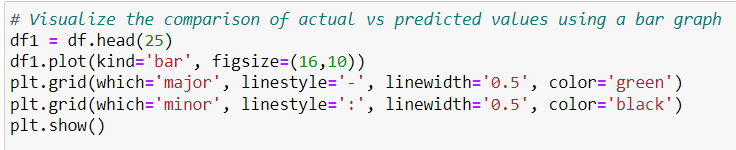 # Visualize the comparison of actual vs predicted values using a bar graph
df1 = df.head(25)
df1.plot(kind='bar', figsize=(16,10))
plt.grid(which='major', linestyle='-', linewidth='0.5', color='green')
plt.grid(which='minor', linestyle=':', linewidth='0.5', color='black')
plt.show()